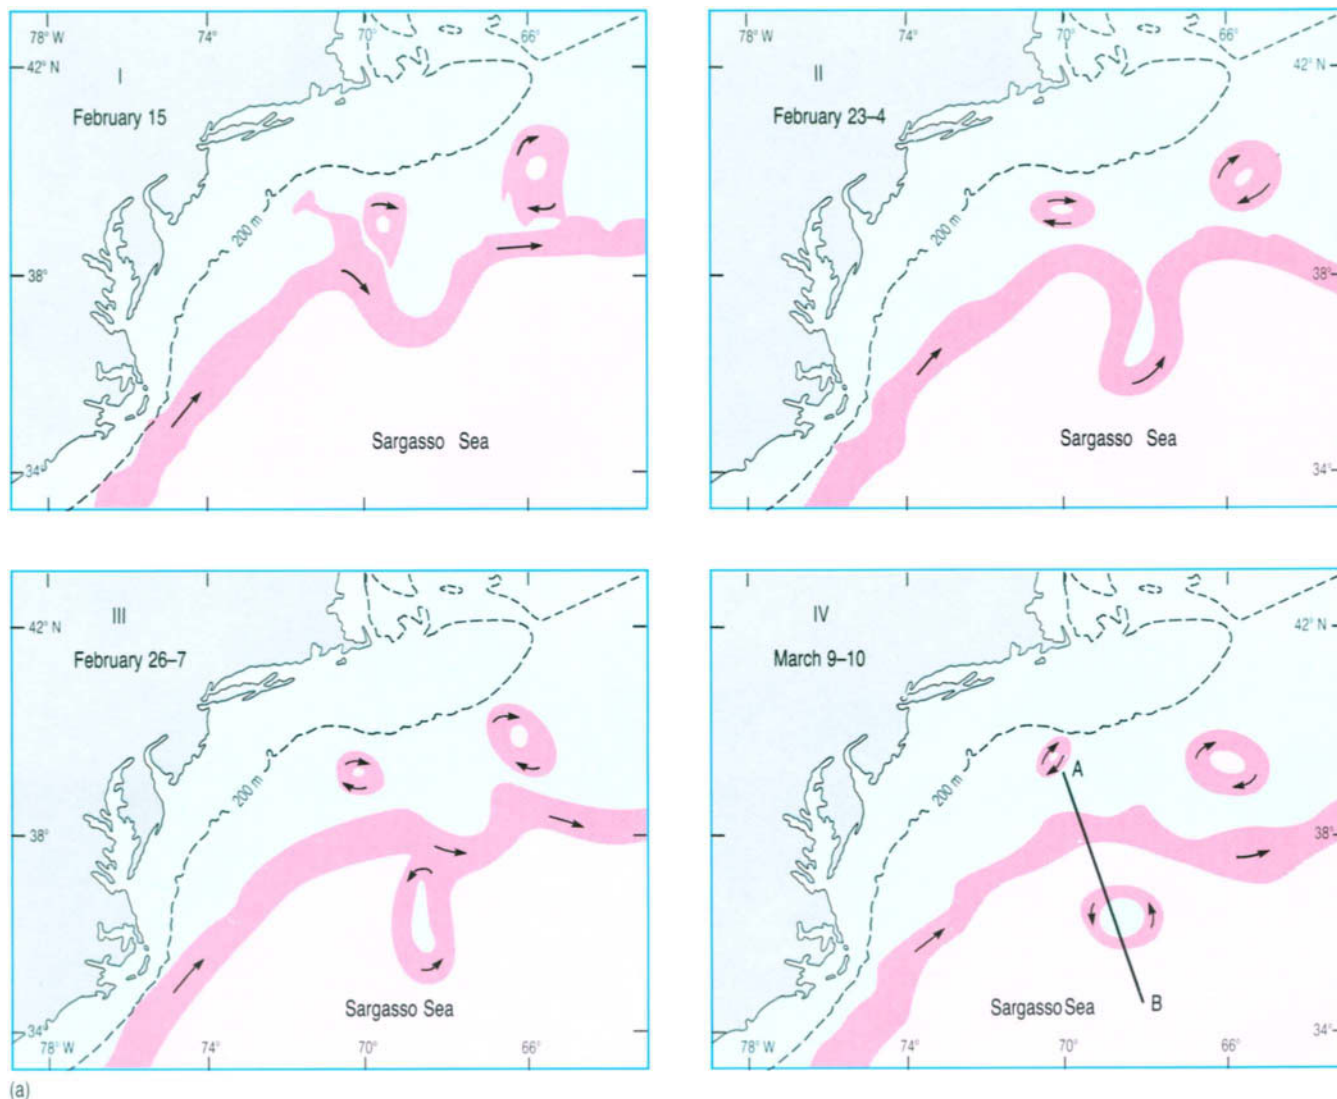 78° W
74°
70°
66°
42° N
I
February 15
200 m
38°
Sargasso Sea
34°
78° W
74°
70°
66°
42° N
II
February 23–4
200 m
38°
Sargasso Sea
34°
42° N
III
February 26–7
200 m
38°
Sargasso Sea
34°
78° W
74°
70°
66°
IV
42° N
March 9–10
A
200 m
38°
B
Sargasso Sea
34°
78° W
74°
70°
66°
(a)